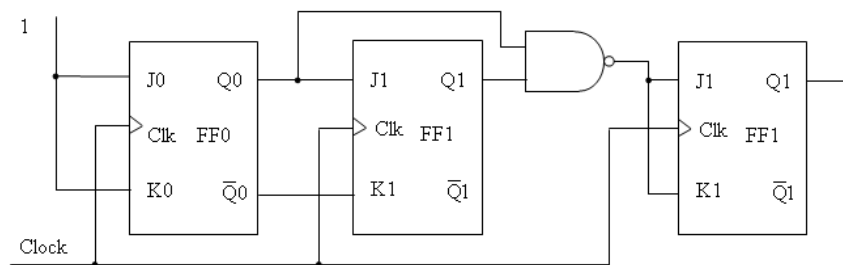 1
J0 Q0 J1 Q1 J1 Q1
Clk FF0 Clk FF1 Clk FF1
K0 Q̅0 K1 Q̅1 K1 Q̅1
Clock